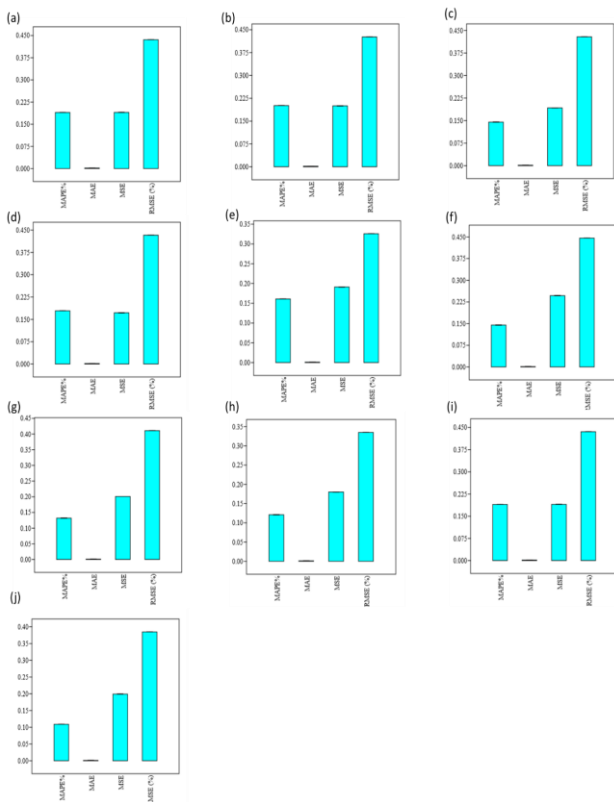 (a)
0.450
0.375
0.300
0.225
0.150
0.075
0.000
MAPE%
MAE
MSE
RMSE (%)
(b)
0.450
0.375
0.300
0.225
0.150
0.075
0.000
MAPE%
MAE
MSE
RMSE (%)
(c)
0.450
0.375
0.300
0.225
0.150
0.075
0.000
MAPE%
MAE
MSE
RMSE (%)
(d)
0.450
0.375
0.300
0.225
0.150
0.075
0.000
MAPE%
MAE
MSE
RMSE (%)
(e)
0.35
0.30
0.25
0.20
0.15
0.10
0.05
0.00
MAPE%
MAE
MSE
RMSE (%)
(f)
0.450
0.375
0.300
0.225
0.150
0.075
0.000
MAPE%
MAE
MSE
MSE (%)
(g)
0.45
0.40
0.35
0.30
0.25
0.20
0.15
0.10
0.05
0.00
MAPE%
MAE
MSE
RMSE (%)
(h)
0.35
0.30
0.25
0.20
0.15
0.10
0.05
0.00
MAPE%
MAE
MSE
RMSE (%)
(i)
0.450
0.375
0.300
0.225
0.150
0.075
0.000
MAPE%
MAE
MSE
RMSE (%)
(j)
0.40
0.35
0.30
0.25
0.20
0.15
0.10
0.05
0.00
MAPE%
MAE
MSE
MSE (%)